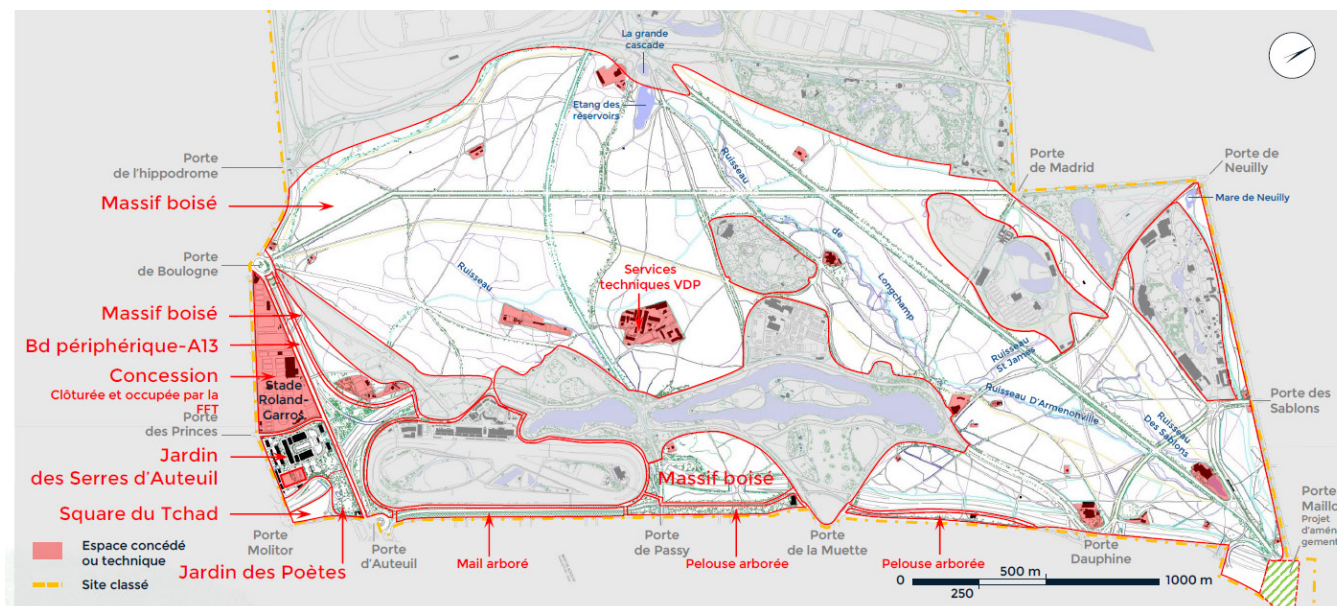 La grande
cascade
Etang des
réservoirs
Porte
de l'hippodrome
Massif boisé
Porte
de Boulogne
Massif boisé
Bd périphérique-A13
Concession
Clôturée et occupée par la
FFT
Stade
Roland-
Garros
Porte
des Princes
Jardin
des Serres d'Auteuil
Square du Tchad
Porte
Molitor
Porte
d'Auteuil
Jardin des Poètes
Mail arboré
Porte
de Passy
Massif boisé
Pelouse arborée
Porte
de la Muette
Pelouse arborée
Porte
Dauphine
Ruisseau
Services
techniques VDP
Ruisseau
de
Longchamp
Ruisseau
St James
Ruisseau D'Armenonville
Ruisseau
Des Sablons
Porte
de Madrid
Porte de
Neuilly
Mare de Neuilly
Porte des
Sablons
Porte
Maillot
Projet
d'amé
gement
Espace concédé
ou technique
Site classé
0
250
500 m
1000 m